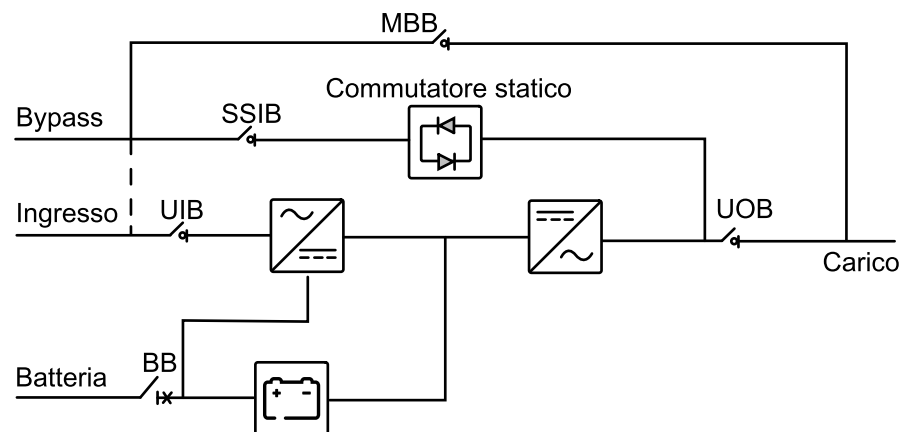 MBB
Commutatore statico
Bypass
SSIB
Ingresso
UIB
UOB
Carico
Batteria
BB